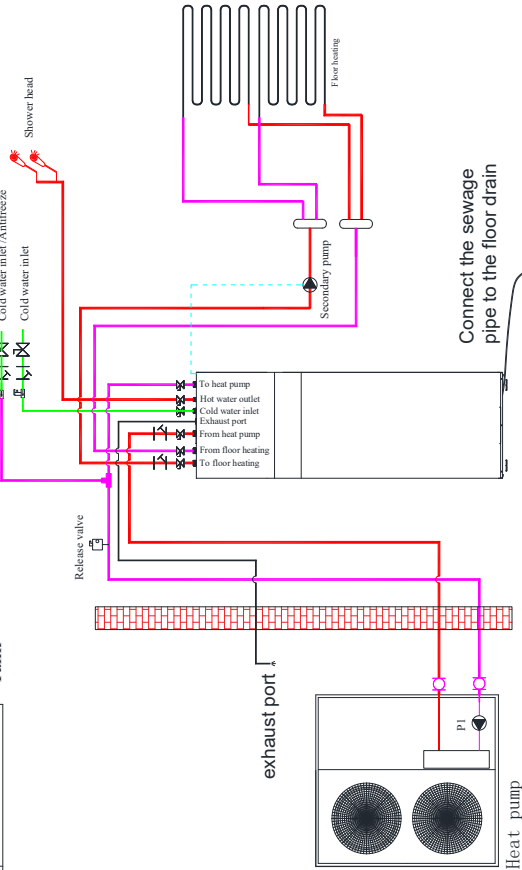 Cold water inlet /Antifreeze
Cold water inlet
Shower head
Floor heating
Secondary pump
Connect the sewage
pipe to the floor drain
To heat pump
Hot water outlet
Cold water inlet
Exhaust port
From heat pump
From floor heating
To floor heating
Release valve
exhaust port
P1
Heat pump